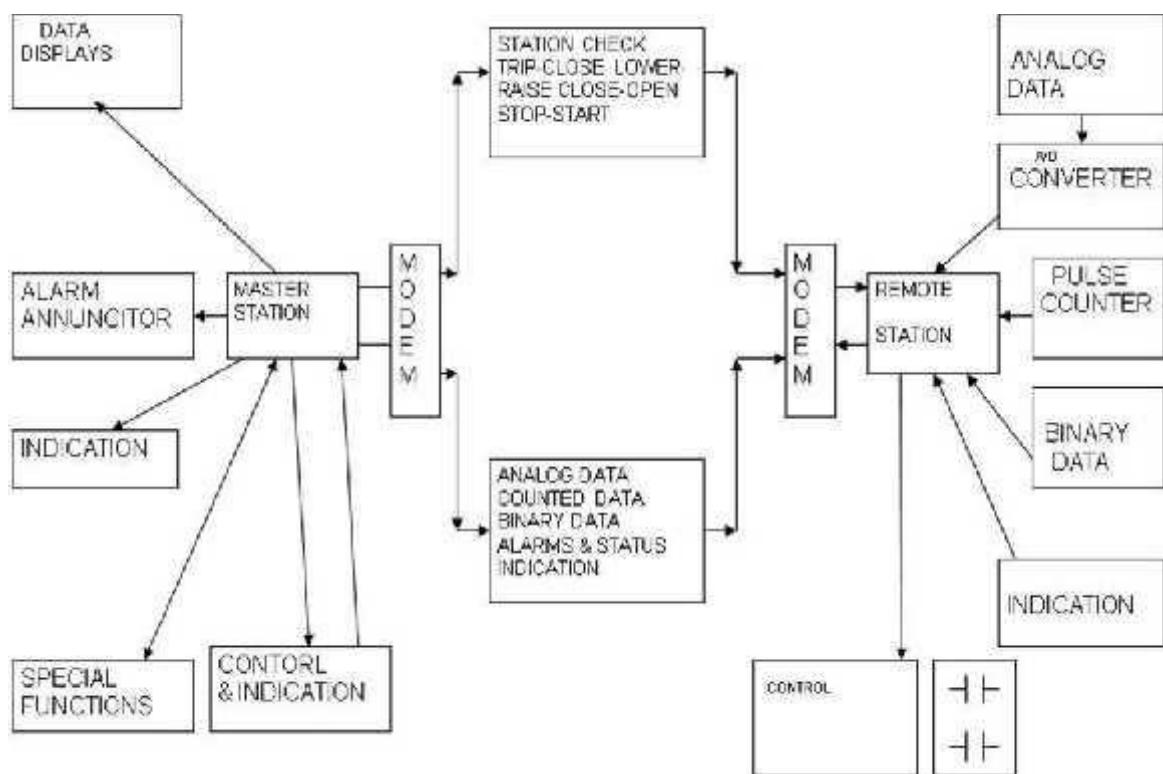 DATA
DISPLAYS
STATION CHECK
TRIP-CLOSE LOWER
RAISE CLOSE-OPEN
STOP-START
ANALOG
DATA
A/D
CONVERTER
ALARM
ANNUNCITOR
MASTER
STATION
MODEM
MODEM
REMOTE
STATION
PULSE
COUNTER
INDICATION
BINARY
DATA
ANALOG DATA
COUNTED DATA
BINARY DATA
ALARMS & STATUS
INDICATION
INDICATION
SPECIAL
FUNCTIONS
CONTORL
& INDICATION
CONTROL